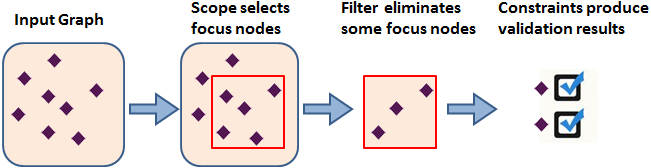 Input Graph
Scope selects
focus nodes
Filter eliminates
some focus nodes
Constraints produce
validation results